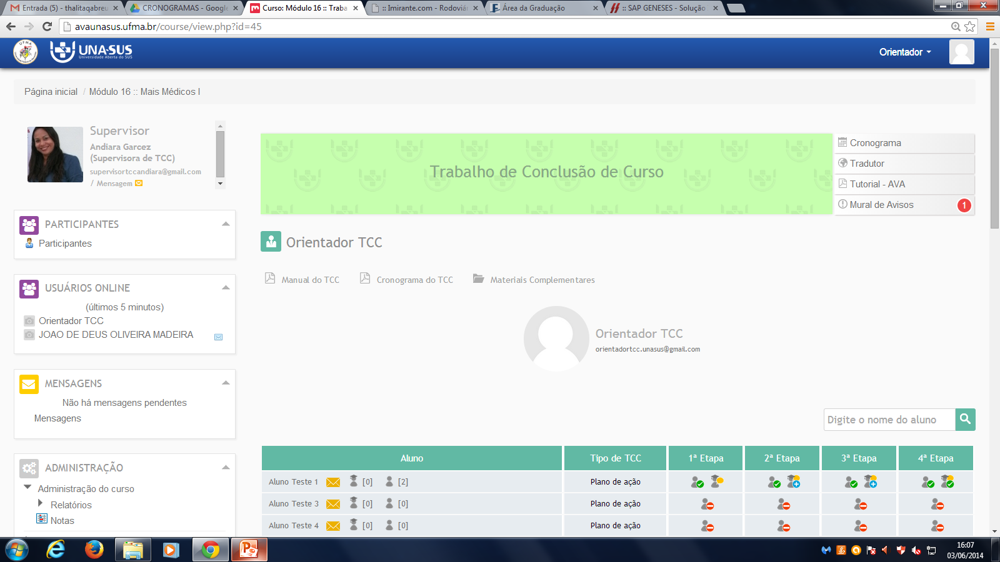 Entrada (5) - thalitaqabreu
CRONOGRAMAS - Google
Curso: Módulo 16 :: Traba
:: Imirante.com - Rodoviár
Área da Graduação
:: SAP GENESES - Solução
avaunasus.ufma.br/course/view.php?id=45
UFMA
UNA-SUS
Universidade Aberta do SUS
Orientador
Página inicial / Módulo 16 :: Mais Médicos I
Supervisor
Andiara Garcez
(Supervisora de TCC)
supervisortccandiara@gmail.com
/ Mensagem
Trabalho de Conclusão de Curso
Cronograma
Tradutor
Tutorial - AVA
Mural de Avisos 1
PARTICIPANTES
Participantes
USUÁRIOS ONLINE
(últimos 5 minutos)
Orientador TCC
JOAO DE DEUS OLIVEIRA MADEIRA
MENSAGENS
Não há mensagens pendentes
Mensagens
ADMINISTRAÇÃO
Administração do curso
Relatórios
Notas
Orientador TCC
Manual do TCC Cronograma do TCC Materiais Complementares
Orientador TCC
orientadortcc.unasus@gmail.com
Digite o nome do aluno
Aluno Tipo de TCC 1ª Etapa 2ª Etapa 3ª Etapa 4ª Etapa
Aluno Teste 1 [0] [2] Plano de ação
Aluno Teste 3 [0] [0] Plano de ação
Aluno Teste 4 [0] [0] Plano de ação
16:07
03/06/2014